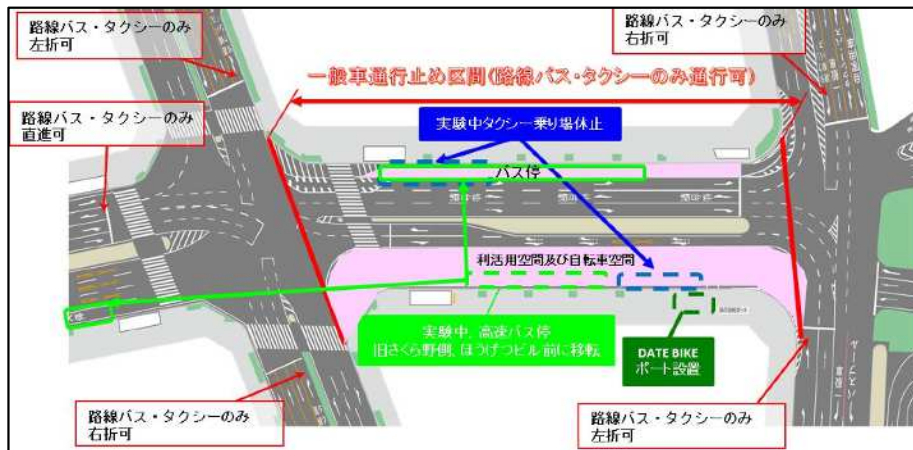 路線バス・タクシーのみ
左折可
路線バス・タクシーのみ
右折可
一般車通行止め区間(路線バス・タクシーのみ通行可)
路線バス・タクシーのみ
直進可
実験中タクシー乗り場休止
バス停
利活用空間及び自転車空間
実験中、高速バス停
旧さくら野側、ほうげつビル前に移転
DATE BIKE
ポート設置
路線バス・タクシーのみ
右折可
路線バス・タクシーのみ
左折可